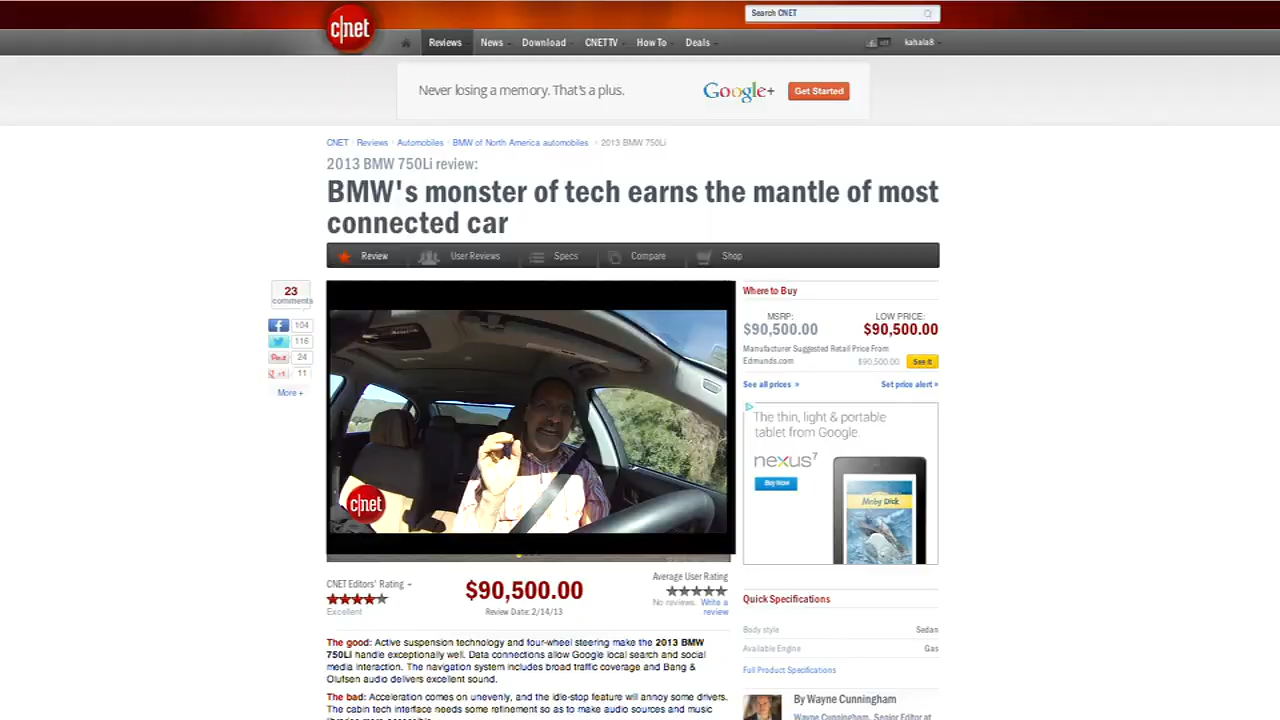 c|net
Search CNET
Reviews News Download CNET TV How To Deals
kahala8
Never losing a memory. That's a plus.
Google+
Get Started
CNET Reviews Automobiles BMW of North America automobiles 2013 BMW 750Li
2013 BMW 750Li review:
BMW's monster of tech earns the mantle of most
connected car
Review User Reviews Specs Compare Shop
23
comments
104
116
Pin it 24
+1 11
More +
c|net
Where to Buy
MSRP: LOW PRICE:
$90,500.00 $90,500.00
Manufacturer Suggested Retail Price From
Edmunds.com $90,500.00 See It
See all prices » Set price alert »
The thin, light & portable
tablet from Google.
nexus 7
Buy Now
Moby Dick
CNET Editors' Rating
Excellent
$90,500.00
Review Date: 2/14/13
Average User Rating
No reviews. Write a
review
The good: Active suspension technology and four-wheel steering make the 2013 BMW
750Li handle exceptionally well. Data connections allow Google local search and social
media interaction. The navigation system includes broad traffic coverage and Bang &
Olufsen audio delivers excellent sound.
The bad: Acceleration comes on unevenly, and the idle-stop feature will annoy some drivers.
The cabin tech interface needs some refinement so as to make audio sources and music
Quick Specifications
Body style Sedan
Available Engine Gas
Full Product Specifications
By Wayne Cunningham
Wayne Cunningham, Senior Editor at